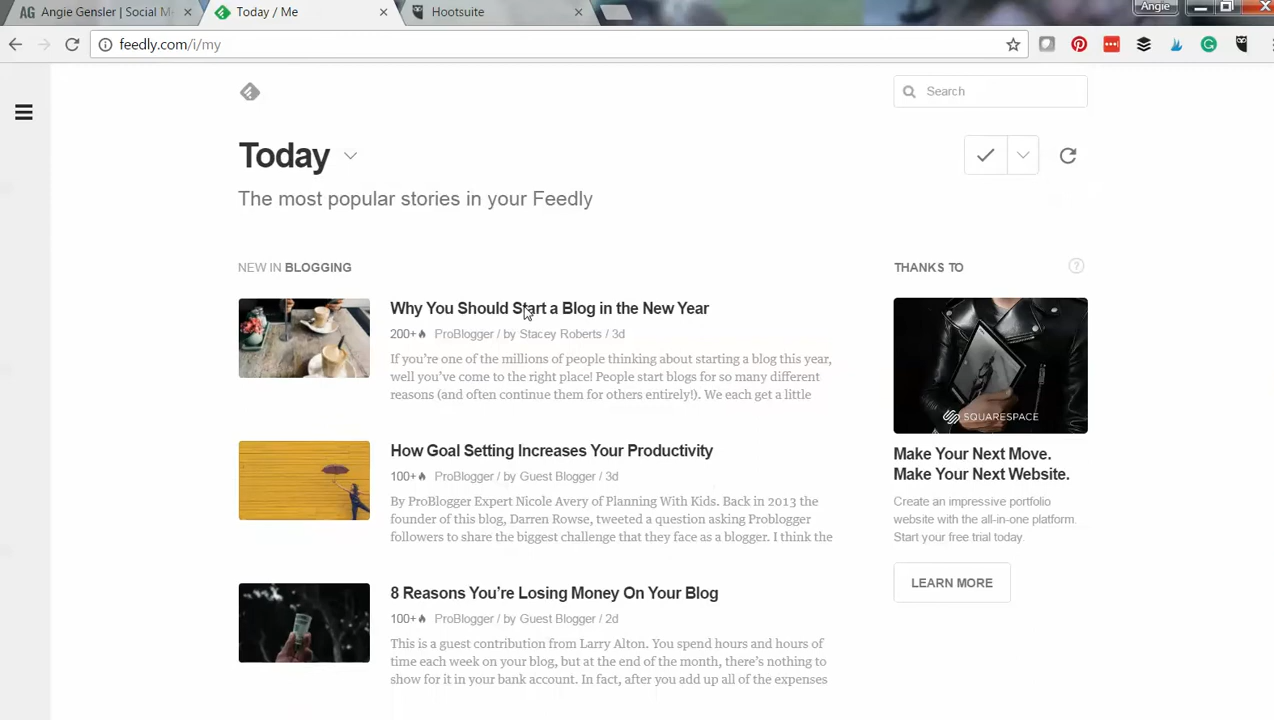 AG Angie Gensler | Social M
Today / Me
Hootsuite
Angie
feedly.com/i/my
Search
Today
The most popular stories in your Feedly
NEW IN BLOGGING
Why You Should Start a Blog in the New Year
200+ ProBlogger / by Stacey Roberts / 3d
If you’re one of the millions of people thinking about starting a blog this year,
well you’ve come to the right place! People start blogs for so many different
reasons (and often continue them for others entirely!). We each get a little
How Goal Setting Increases Your Productivity
100+ ProBlogger / by Guest Blogger / 3d
By ProBlogger Expert Nicole Avery of Planning With Kids. Back in 2013 the
founder of this blog, Darren Rowse, tweeted a question asking Problogger
followers to share the biggest challenge that they face as a blogger. I think the
8 Reasons You’re Losing Money On Your Blog
100+ ProBlogger / by Guest Blogger / 2d
This is a guest contribution from Larry Alton. You spend hours and hours of
time each week on your blog, but at the end of the month, there’s nothing to
show for it in your bank account. In fact, after you add up all of the expenses
THANKS TO
?
SQUARESPACE
Make Your Next Move.
Make Your Next Website.
Create an impressive portfolio
website with the all-in-one platform.
Start your free trial today.
LEARN MORE